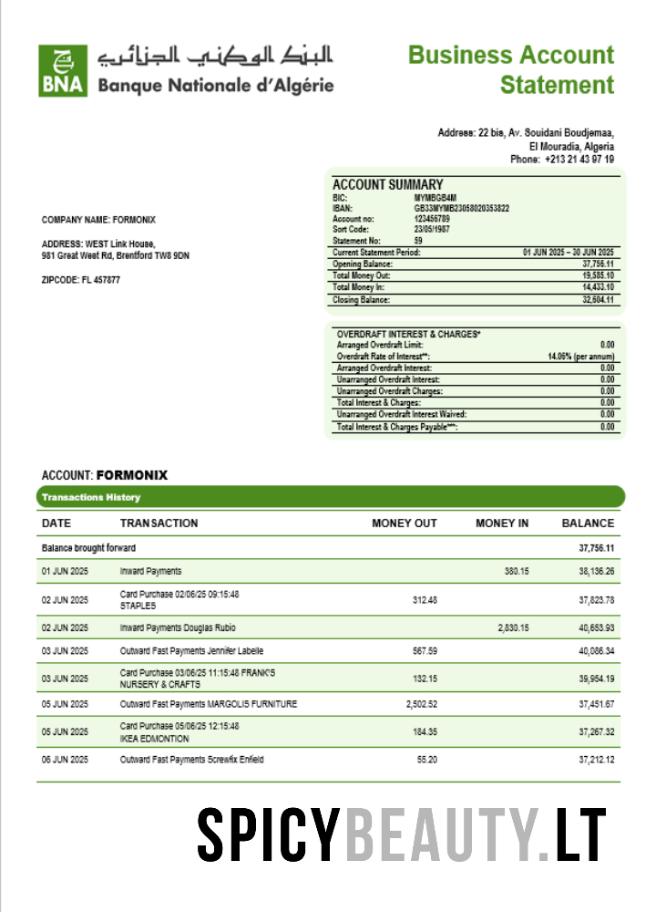 البنك الوطني الجزائري
BNA Banque Nationale d'Algérie
Business Account
Statement
Address: 22 bis, Av. Souidani Boudjemaa,
El Mouradia, Algeria
Phone: +213 21 43 97 19
COMPANY NAME: FORMONIX
ADDRESS: WEST Link House,
981 Great West Rd, Brentford TW8 9DN
ZIPCODE: FL 457877
ACCOUNT SUMMARY
BIC: MYMBGB4M
IBAN: GB33MYMB23058020353822
Account no: 123456789
Sort Code: 23/05/1987
Statement No: 59
Current Statement Period: 01 JUN 2025 – 30 JUN 2025
Opening Balance: 37,756.11
Total Money Out: 19,585.10
Total Money In: 14,433.10
Closing Balance: 32,604.11
OVERDRAFT INTEREST & CHARGES*
Arranged Overdraft Limit: 0.00
Overdraft Rate of Interest**: 14.06% (per annum)
Arranged Overdraft Interest: 0.00
Unarranged Overdraft Interest: 0.00
Unarranged Overdraft Charges: 0.00
Total Interest & Charges: 0.00
Unarranged Overdraft Interest Waived: 0.00
Total Interest & Charges Payable***: 0.00
ACCOUNT: FORMONIX
Transactions History
DATE TRANSACTION MONEY OUT MONEY IN BALANCE
Balance brought forward 37,756.11
01 JUN 2025 Inward Payments 380.15 38,136.26
02 JUN 2025 Card Purchase 02/06/25 09:15:48 312.48 37,823.78
STAPLES
02 JUN 2025 Inward Payments Douglas Rubio 2,830.15 40,653.93
03 JUN 2025 Outward Fast Payments Jennifer Labelle 567.59 40,086.34
03 JUN 2025 Card Purchase 03/06/25 11:15:48 FRANK'S 132.15 39,954.19
NURSERY & CRAFTS
05 JUN 2025 Outward Fast Payments MARGOLIS FURNITURE 2,502.52 37,451.67
05 JUN 2025 Card Purchase 05/06/25 12:15:48 184.35 37,267.32
IKEA EDMONTION
06 JUN 2025 Outward Fast Payments Screwfix Enfield 55.20 37,212.12
SPICYBEAUTY.LT